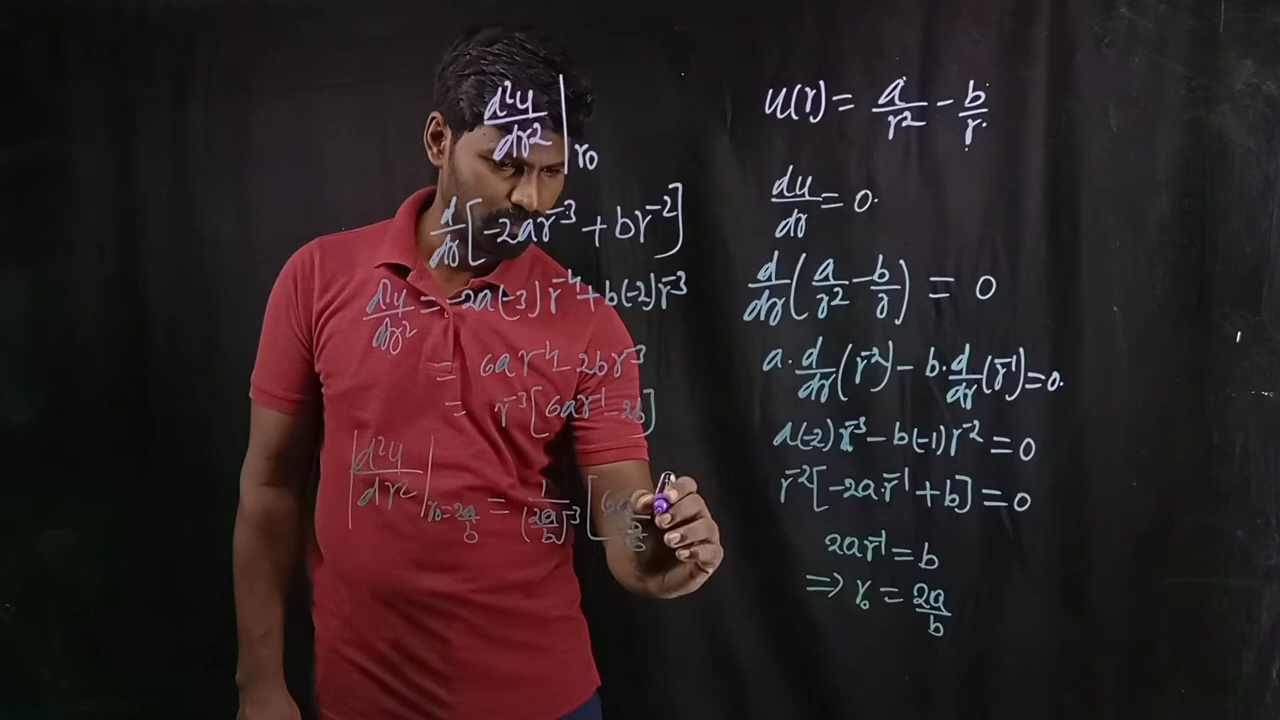 d²u/dr² |r₀
d/dr [-2ar⁻³ + br⁻²]
d²u/dr² = -2a(-3) r⁻⁴ + b(-2) r⁻³
= 6ar⁻⁴ - 2br⁻³
= r⁻³ [6ar⁻¹ - 2b]
|d²u/dr²| r₀ = 2a/b = 1/(2a/b)⁻³ [6a
u(r) = a/r² - b/r.
du/dr = 0.
d/dr (a/r² - b/r) = 0
a. d/dr (r⁻²) - b. d/dr (r⁻¹) = 0.
a(-2) r⁻³ - b(-1) r⁻² = 0
r⁻² [-2a r⁻¹ + b] = 0
2ar⁻¹ = b
⇒ r₀ = 2a/b